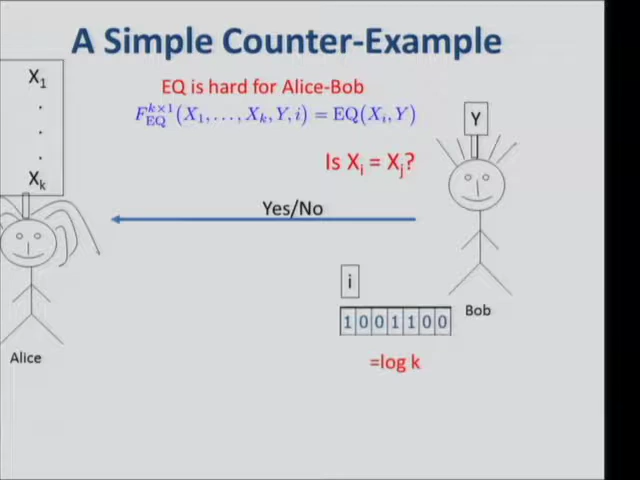 A Simple Counter-Example
X1
.
.
.
Xk
EQ is hard for Alice-Bob
F_EQ^{k×1}(X1, . . . , Xk, Y, i) = EQ(Xi, Y)
Y
Is Xi = Xj?
Yes/No
i
1 0 0 1 1 0 0
=log k
Alice
Bob